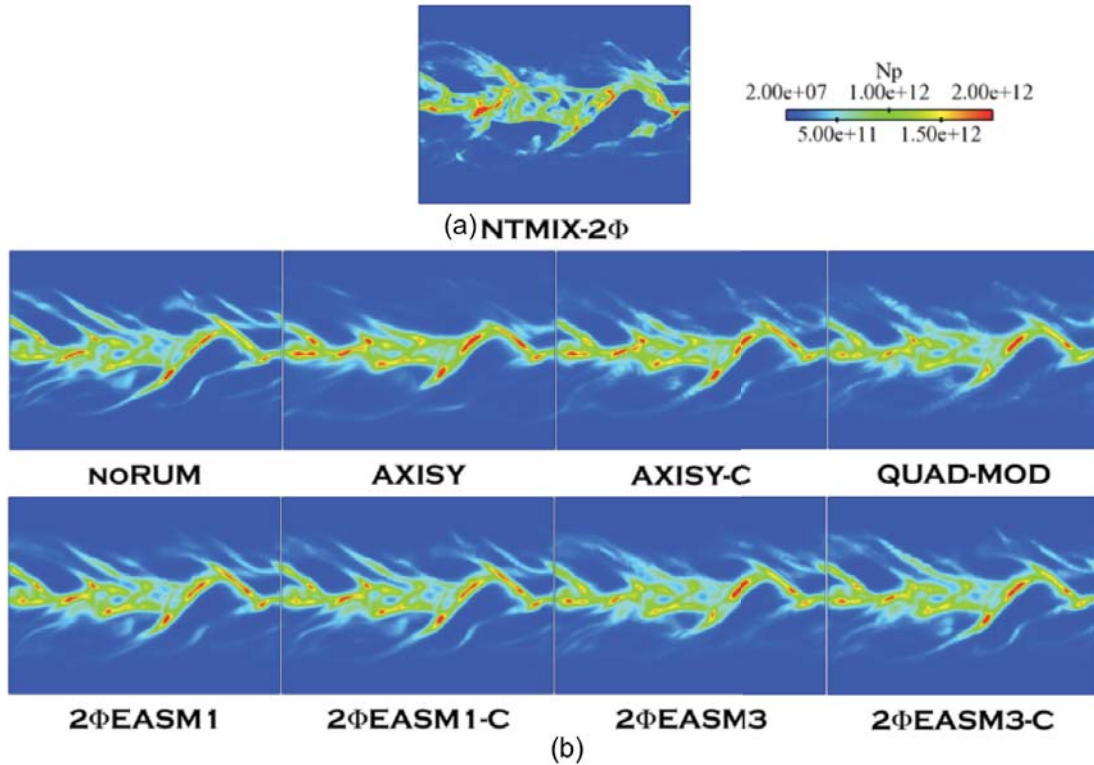 Np
2.00e+07 1.00e+12 2.00e+12
5.00e+11 1.50e+12
(a) NTMIX-2Φ
NORUM AXISY AXISY-C QUAD-MOD
2ΦEASM1 2ΦEASM1-C 2ΦEASM3 2ΦEASM3-C
(b)